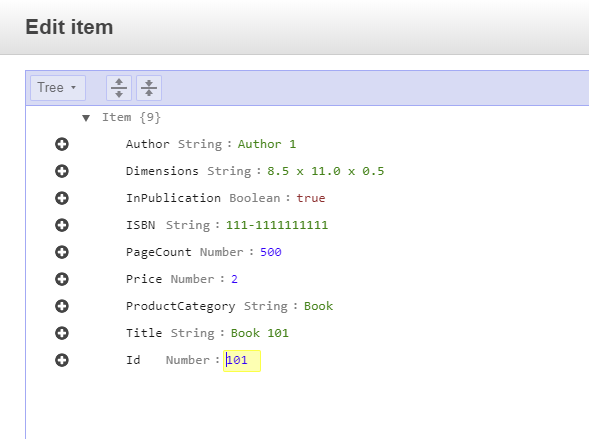 Edit item
Tree
Item {9}
Author String : Author 1
Dimensions String : 8.5 x 11.0 x 0.5
InPublication Boolean : true
ISBN String : 111-1111111111
PageCount Number : 500
Price Number : 2
ProductCategory String : Book
Title String : Book 101
Id Number : 101